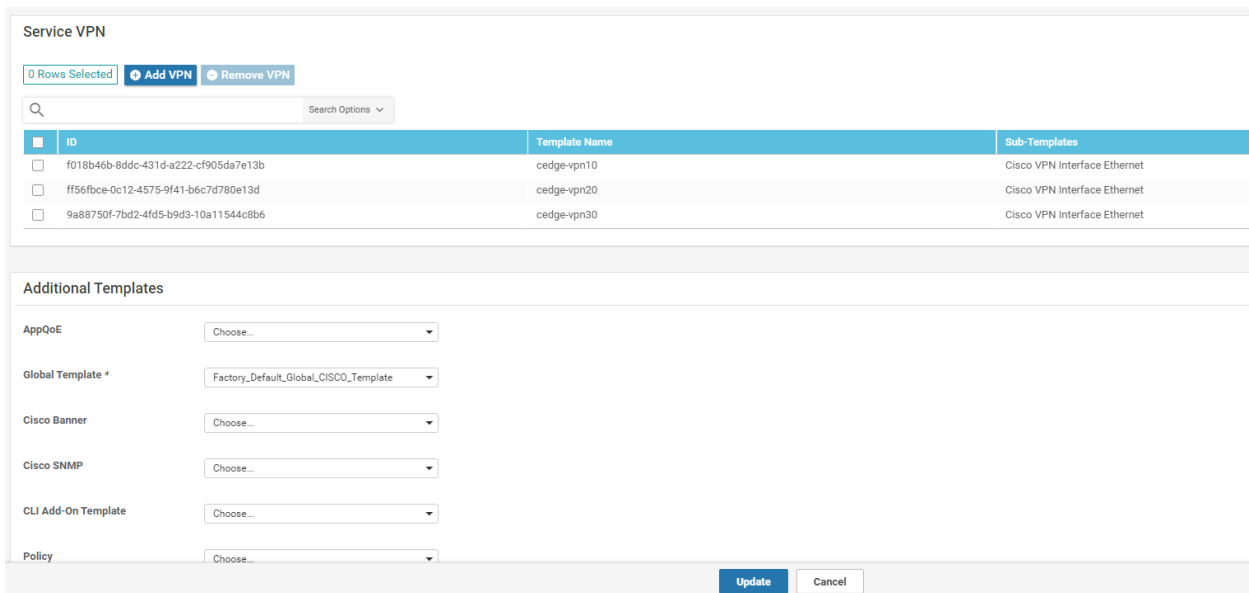 Service VPN
0 Rows Selected Add VPN Remove VPN
Search Options
ID Template Name Sub-Templates
f018b46b-8ddc-431d-a222-cf905da7e13b cedge-vpn10 Cisco VPN Interface Ethernet
ff56fbce-0c12-4575-9f41-b6c7d780e13d cedge-vpn20 Cisco VPN Interface Ethernet
9a88750f-7bd2-4fd5-b9d3-10a11544c8b6 cedge-vpn30 Cisco VPN Interface Ethernet
Additional Templates
AppQoE Choose...
Global Template * Factory_Default_Global_CISCO_Template
Cisco Banner Choose...
Cisco SNMP Choose...
CLI Add-On Template Choose...
Policy Choose...
Update Cancel